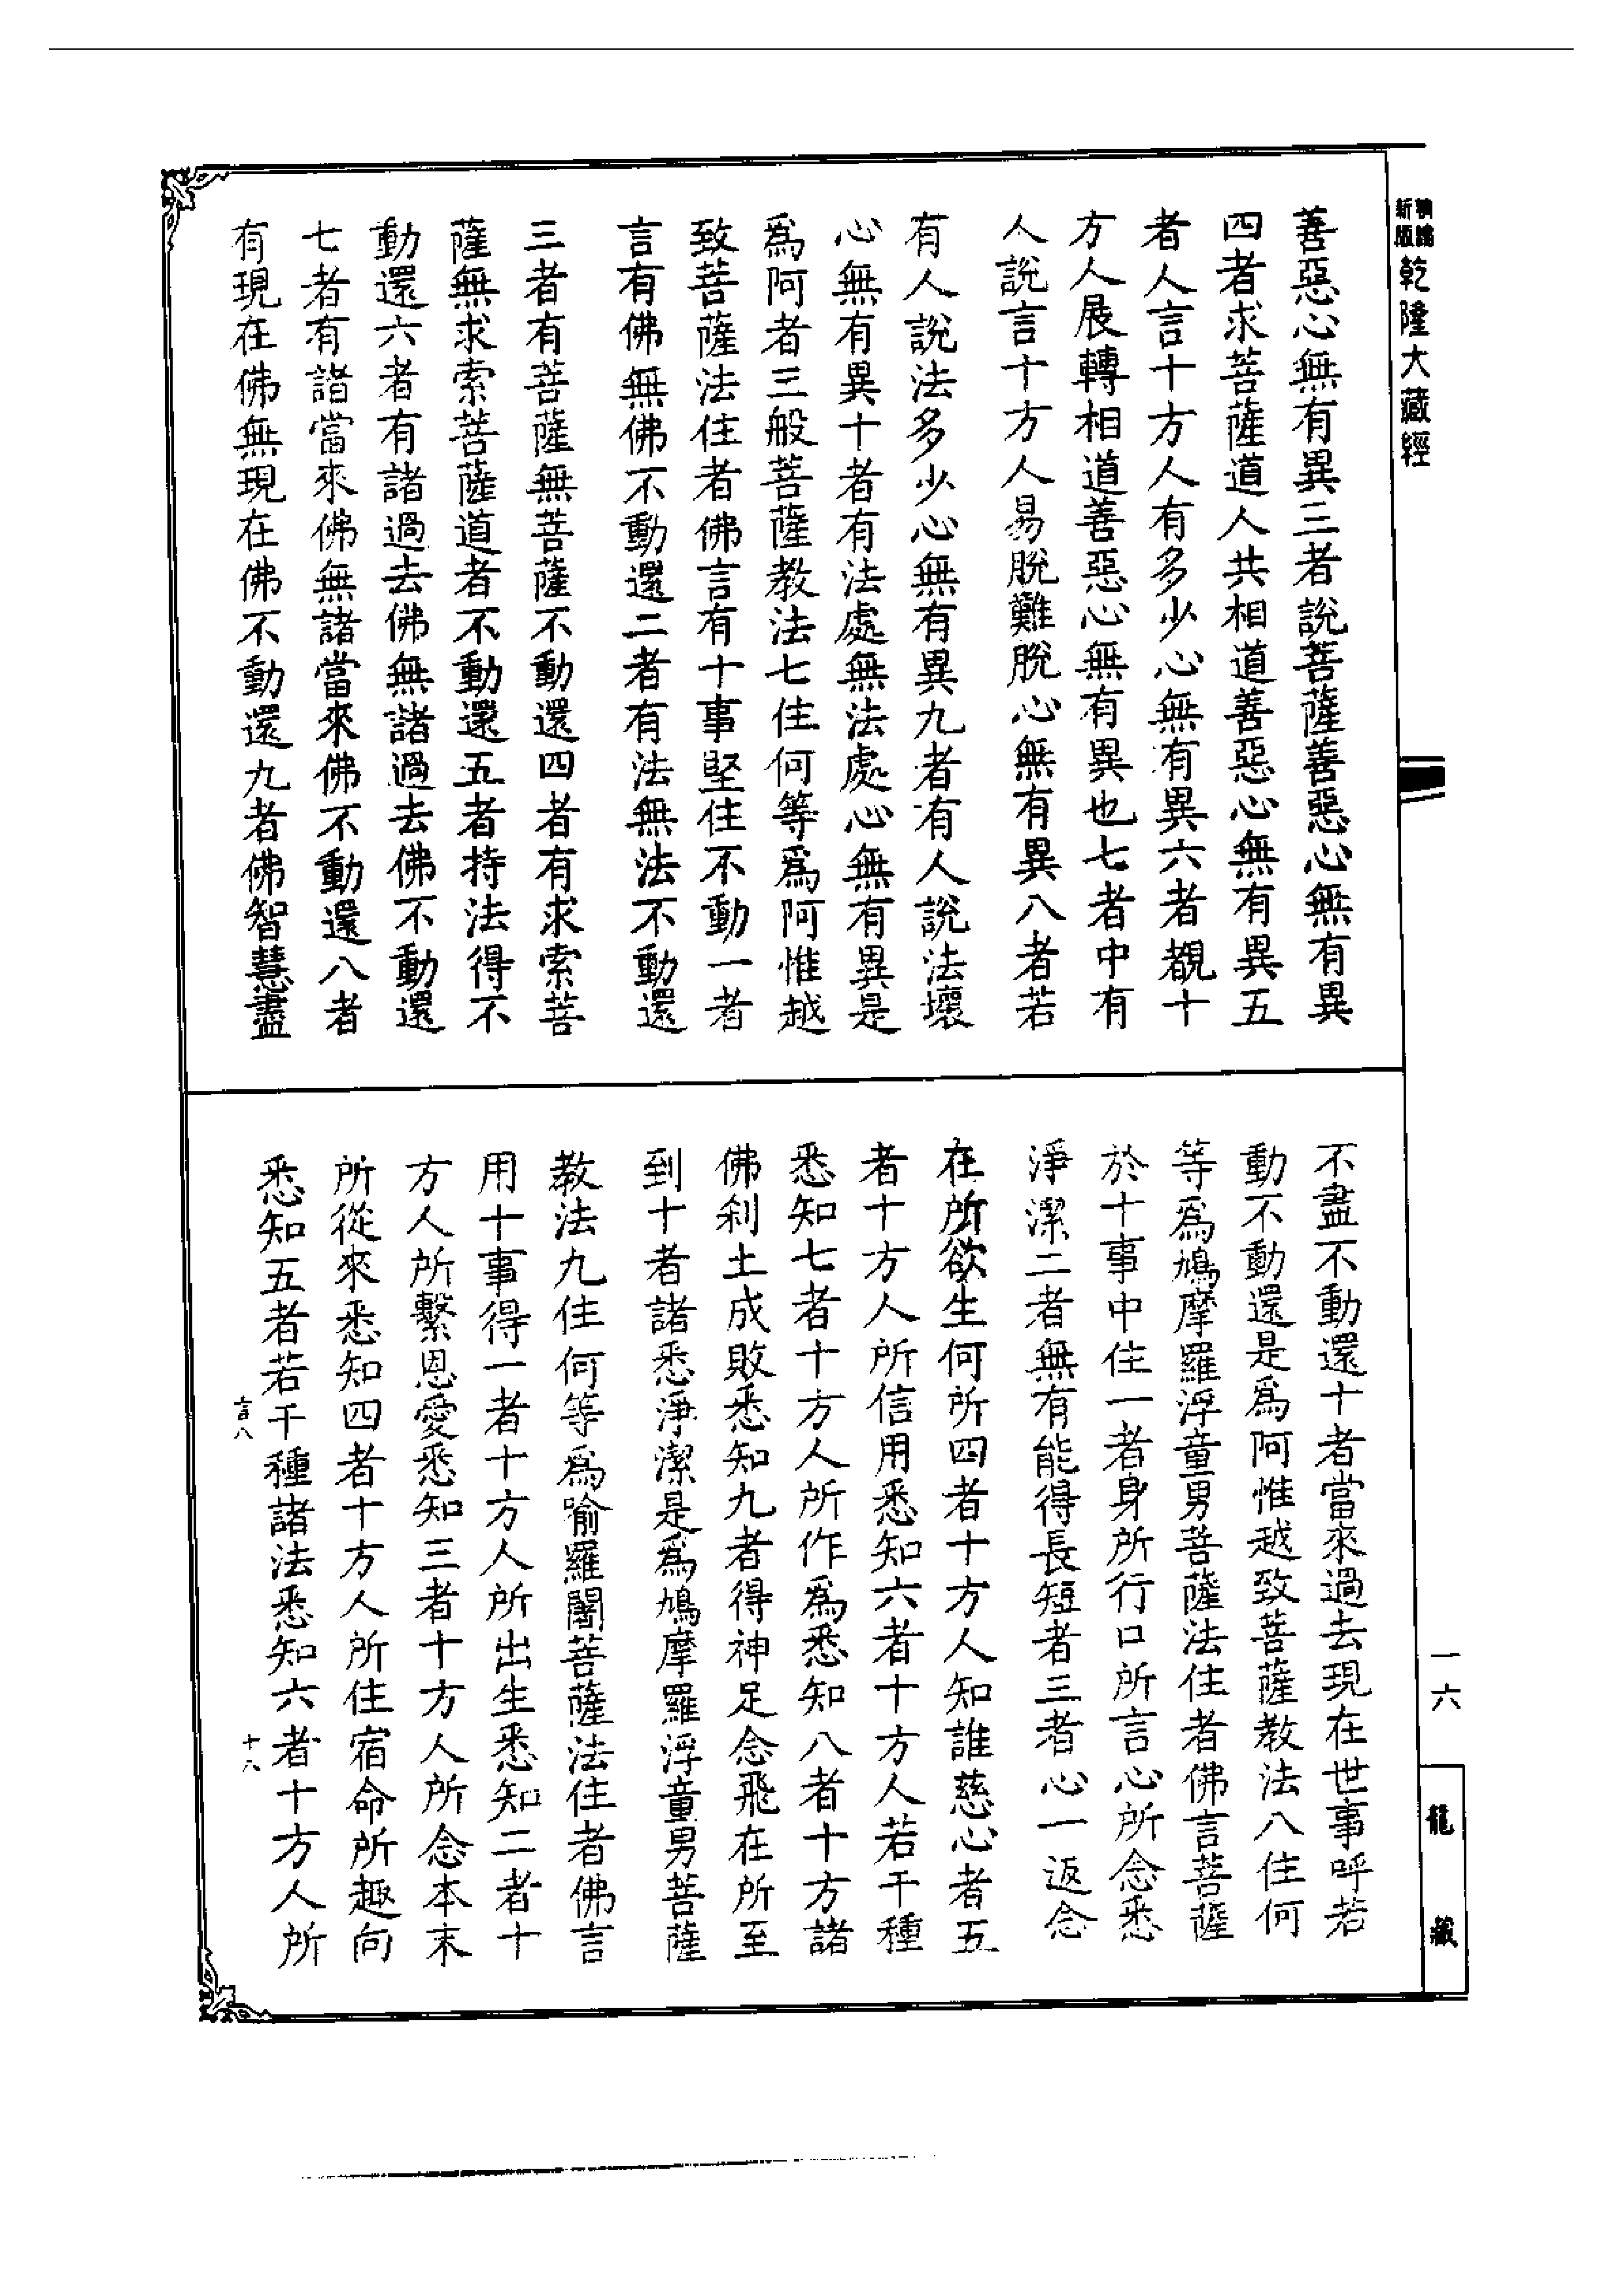 新版
乾隆大藏經
善惡心無有異三者說菩薩善惡心無有異
四者求菩薩道人共相道善惡心無有異五
者人言十方人有多少心無有異六者覩十
方人展轉相道善惡心無有異也七者中有
人說言十方人易脫難脫心無有異八者若
有人說法多少心無有異九者有人說法壞
心無有異十者有法處無法處心無有異是
爲阿耆三般菩薩教法七住何等爲阿惟越
致菩薩法住者佛言有十事堅住不動一者
言有佛無佛不動還二者有法無法不動還
三者有菩薩無菩薩不動還四者有求索菩
薩無求索菩薩道者不動還五者持法得不
動還六者有諸過去佛無諸過去佛不動還
七者有諸當來佛無諸當來佛不動還八者
有現在佛無現在佛不動還九者佛智慧盡
不盡不動還十者當來過去現在世事呼若
動不動還是爲阿惟越致菩薩教法八住何
等爲鳩摩羅浮童男菩薩法住者佛言菩薩
於十事中住一者身所行口所言心所念悉
淨潔二者無有能得長短者三者心一返念
在所欲生何所四者十方人知誰慈心者五
者十方人所信用悉知六者十方人若干種
悉知七者十方人所作爲悉知八者十方諸
佛刹土成敗悉知九者得神足念飛在所至
到十者諸悉淨潔是爲鳩摩羅浮童男菩薩
教法九住何等爲喻羅闍菩薩法住者佛言
用十事得一者十方人所出生悉知二者十
方人所繫恩愛悉知三者十方人所念本末
所從來悉知四者十方人所住宿命所趣向
悉知五者若干種諸法悉知六者十方人所
言八
十八
一六
龍藏